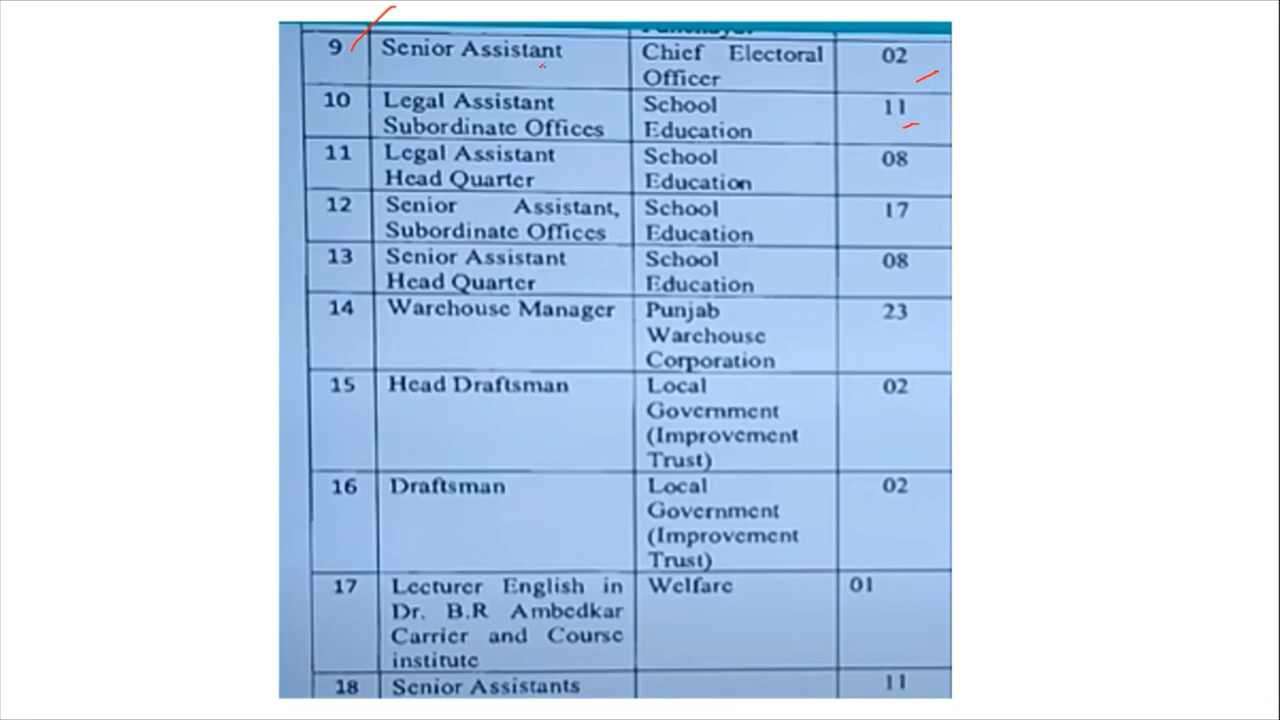 9 Senior Assistant Chief Electoral 02
Officer
10 Legal Assistant School 11
Subordinate Offices Education
11 Legal Assistant School 08
Head Quarter Education
12 Senior Assistant, School 17
Subordinate Offices Education
13 Senior Assistant School 08
Head Quarter Education
14 Warehouse Manager Punjab 23
Warehouse
Corporation
15 Head Draftsman Local 02
Government
(Improvement
Trust)
16 Draftsman Local 02
Government
(Improvement
Trust)
17 Lecturer English in Welfare 01
Dr. B.R Ambedkar
Carrier and Course
institute
18 Senior Assistants 11